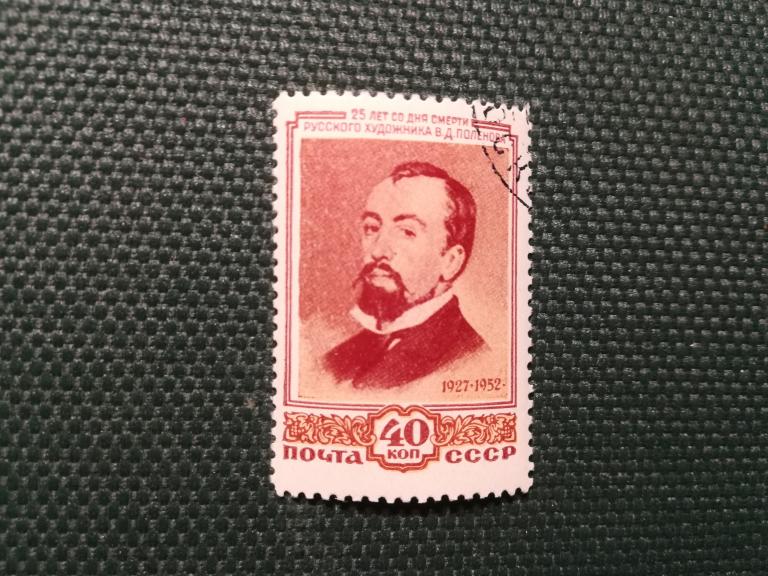 25 ЛЕТ СО ДНЯ СМЕРТИ
РУССКОГО ХУДОЖНИКА В.Д.ПОЛЕНОВА
1927·1952·
40
КОП
ПОЧТА СССР